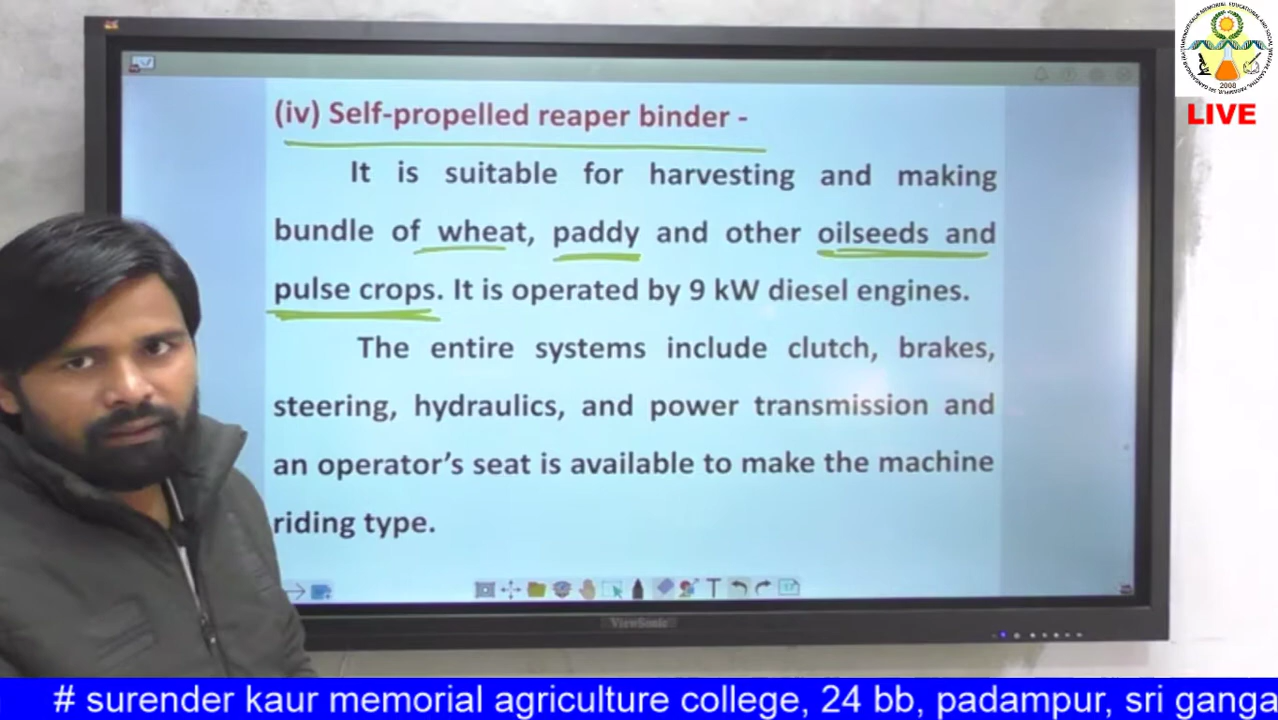 (iv) Self-propelled reaper binder -
It is suitable for harvesting and making
bundle of wheat, paddy and other oilseeds and
pulse crops. It is operated by 9 kW diesel engines.
The entire systems include clutch, brakes,
steering, hydraulics, and power transmission and
an operator's seat is available to make the machine
riding type.
ViewSonic
2008
LIVE
# surender kaur memorial agriculture college, 24 bb, padampur, sri ganga